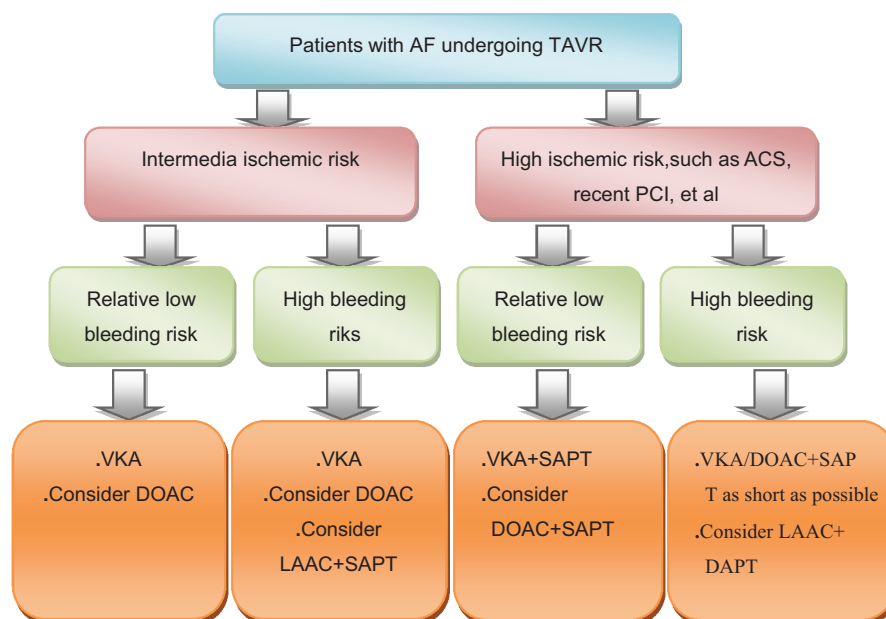 Patients with AF undergoing TAVR
Intermedia ischemic risk
High ischemic risk,such as ACS,
recent PCI, et al
Relative low
bleeding risk
High bleeding
riks
Relative low
bleeding risk
High bleeding
risk
.VKA
.Consider DOAC
.VKA
.Consider DOAC
.Consider
LAAC+SAPT
.VKA+SAPT
.Consider
DOAC+SAPT
.VKA/DOAC+SAP
T as short as possible
.Consider LAAC+
DAPT